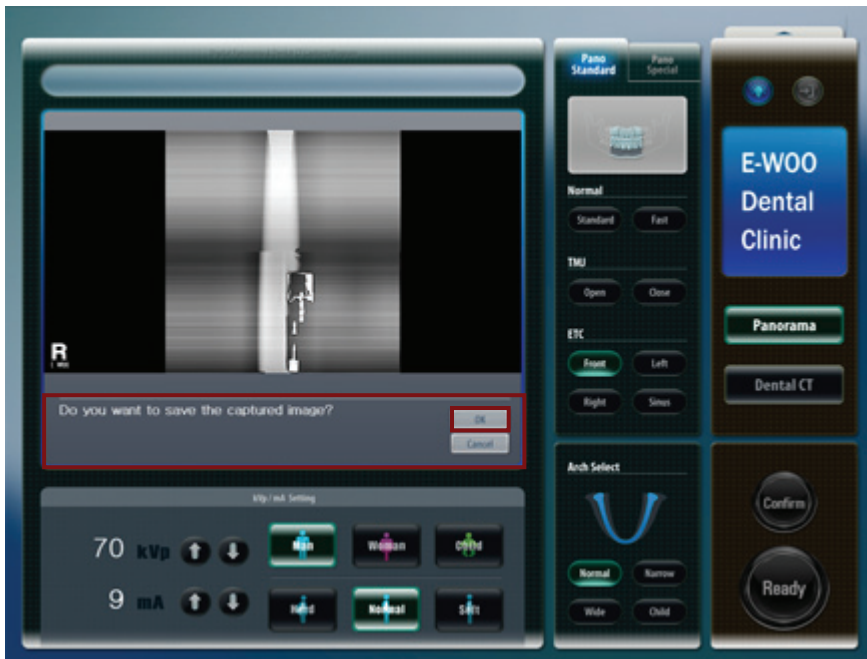 Pano
Standard
Pano
Special
E-WOO
Dental
Clinic
Normal
Standard
Fast
TMJ
Open
Close
ETC
Front
Left
Right
Sinus
Panorama
Dental CT
R
Do you want to save the captured image?
OK
Cancel
kVp / mA Setting
70 kVp
Man
Woman
Child
9 mA
Hard
Normal
Soft
Arch Select
Normal
Narrow
Wide
Child
Confirm
Ready